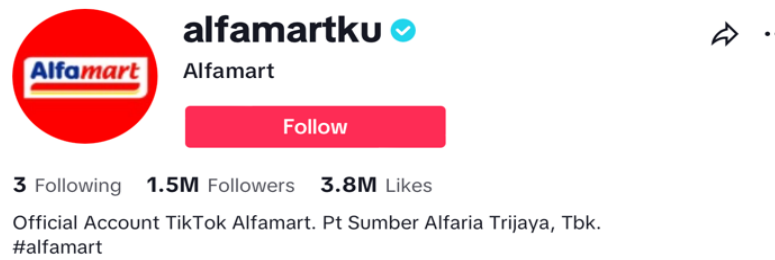 alfamartku
Alfamart
Alfamart
Follow
3 Following 1.5M Followers 3.8M Likes
Official Account TikTok Alfamart. Pt Sumber Alfaria Trijaya, Tbk.
#alfamart